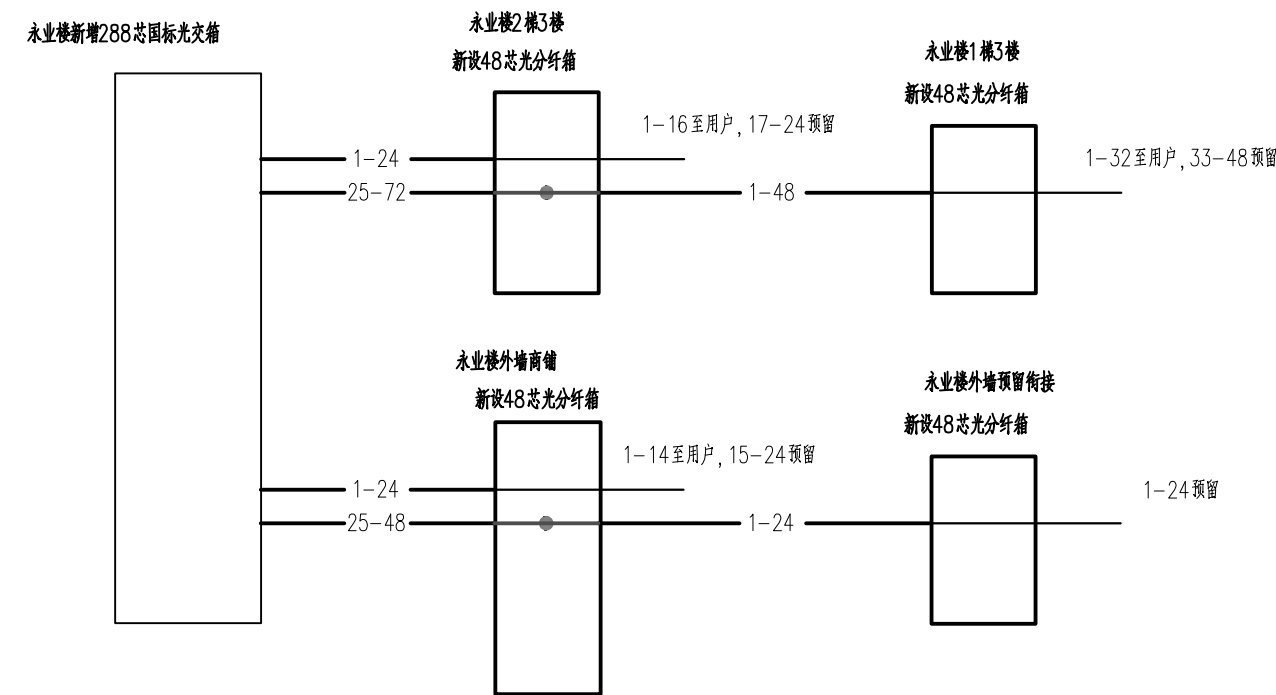 永业楼新增288芯国标光交箱
永业楼2梯3楼
新设48芯光分纤箱
永业楼1梯3楼
新设48芯光分纤箱
1-16至用户,17-24预留
1-24
1-32至用户,33-48预留
25-72
1-48
永业楼外墙商铺
新设48芯光分纤箱
永业楼外墙预留衔接
新设48芯光分纤箱
1-14至用户,15-24预留
1-24
1-24预留
25-48
1-24